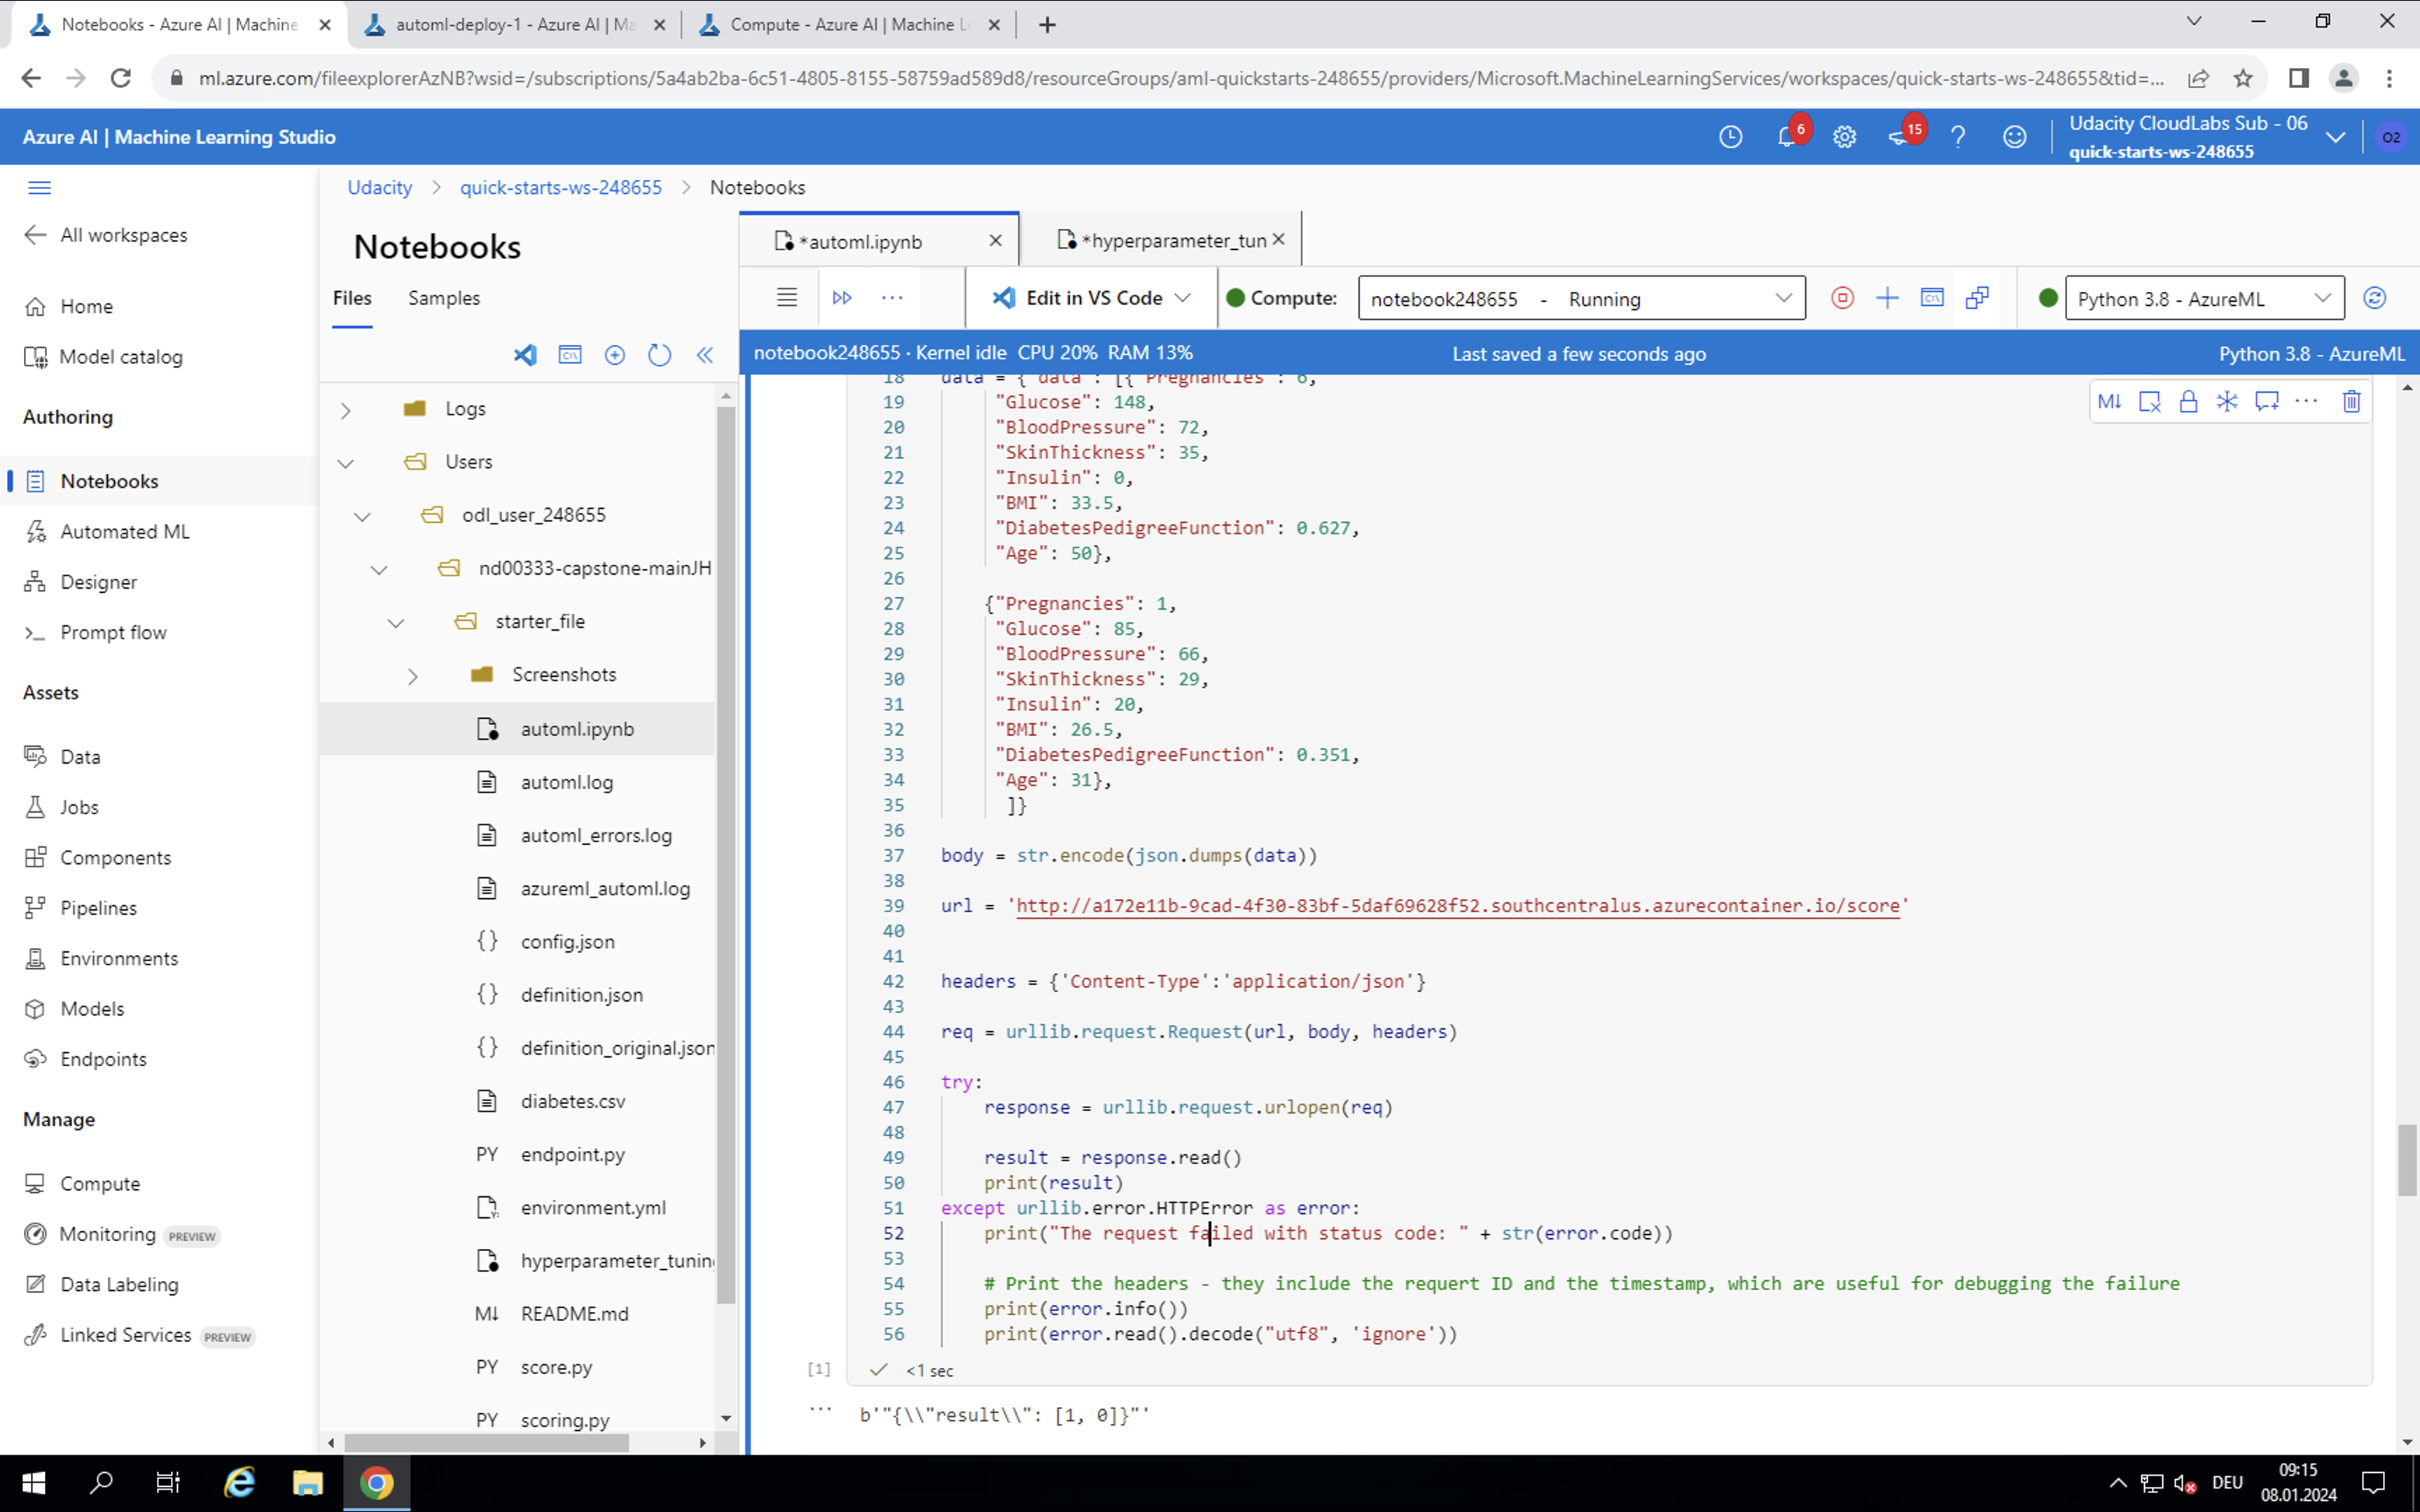 Notebooks - Azure AI | Machine
automl-deploy-1 - Azure AI | Ma
Compute - Azure AI | Machine L
ml.azure.com/fileexplorerAzNB?wsid=/subscriptions/5a4ab2ba-6c51-4805-8155-58759ad589d8/resourceGroups/aml-quickstarts-248655/providers/Microsoft.MachineLearningServices/workspaces/quick-starts-ws-248655&tid=...
Azure AI | Machine Learning Studio
6
15
Udacity CloudLabs Sub - 06
quick-starts-ws-248655
O2
All workspaces
Home
Model catalog
Authoring
Notebooks
Automated ML
Designer
Prompt flow
Assets
Data
Jobs
Components
Pipelines
Environments
Models
Endpoints
Manage
Compute
Monitoring PREVIEW
Data Labeling
Linked Services PREVIEW
Udacity > quick-starts-ws-248655 > Notebooks
Notebooks
Files Samples
Logs
Users
odl_user_248655
nd00333-capstone-mainJH
starter_file
Screenshots
automl.ipynb
automl.log
automl_errors.log
azureml_automl.log
{} config.json
{} definition.json
{} definition_original.json
diabetes.csv
PY endpoint.py
environment.yml
hyperparameter_tuning
M↓ README.md
PY score.py
PY scoring.py
*automl.ipynb
*hyperparameter_tun
Edit in VS Code
Compute: notebook248655 - Running
Python 3.8 - AzureML
notebook248655 · Kernel idle CPU 20% RAM 13%
Last saved a few seconds ago
Python 3.8 - AzureML
M↓
18 data = { "data": [{"Pregnancies": 6,
19 "Glucose": 148,
20 "BloodPressure": 72,
21 "SkinThickness": 35,
22 "Insulin": 0,
23 "BMI": 33.5,
24 "DiabetesPedigreeFunction": 0.627,
25 "Age": 50},
26
27 {"Pregnancies": 1,
28 "Glucose": 85,
29 "BloodPressure": 66,
30 "SkinThickness": 29,
31 "Insulin": 20,
32 "BMI": 26.5,
33 "DiabetesPedigreeFunction": 0.351,
34 "Age": 31},
35 ]}
36
37 body = str.encode(json.dumps(data))
38
39 url = 'http://a172e11b-9cad-4f30-83bf-5daf69628f52.southcentralus.azurecontainer.io/score'
40
41
42 headers = {'Content-Type':'application/json'}
43
44 req = urllib.request.Request(url, body, headers)
45
46 try:
47 response = urllib.request.urlopen(req)
48
49 result = response.read()
50 print(result)
51 except urllib.error.HTTPError as error:
52 print("The request failed with status code: " + str(error.code))
53
54 # Print the headers - they include the requert ID and the timestamp, which are useful for debugging the failure
55 print(error.info())
56 print(error.read().decode("utf8", 'ignore'))
[1] <1 sec
b'"{\\"result\\": [1, 0]}"'
DEU
09:15
08.01.2024